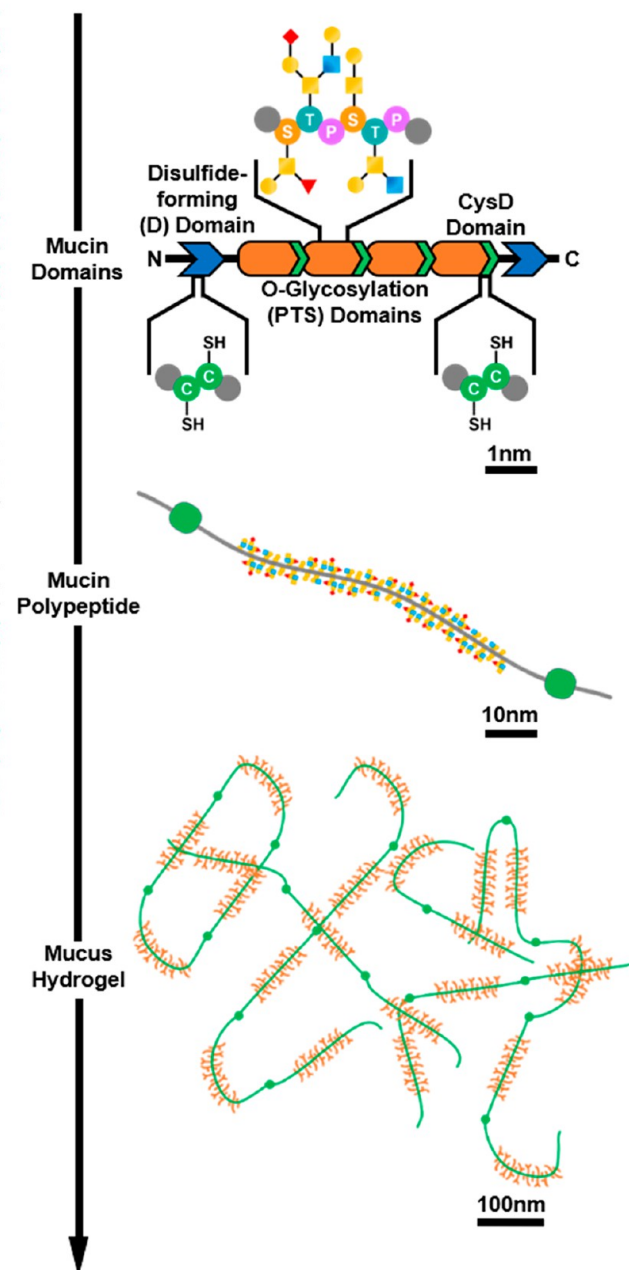 S T P S T P
Disulfide-
forming
(D) Domain
CysD
Domain
Mucin
Domains
N
C
O-Glycosylation
(PTS) Domains
SH
C C
SH
SH
C C
SH
1nm
Mucin
Polypeptide
10nm
Mucus
Hydrogel
100nm